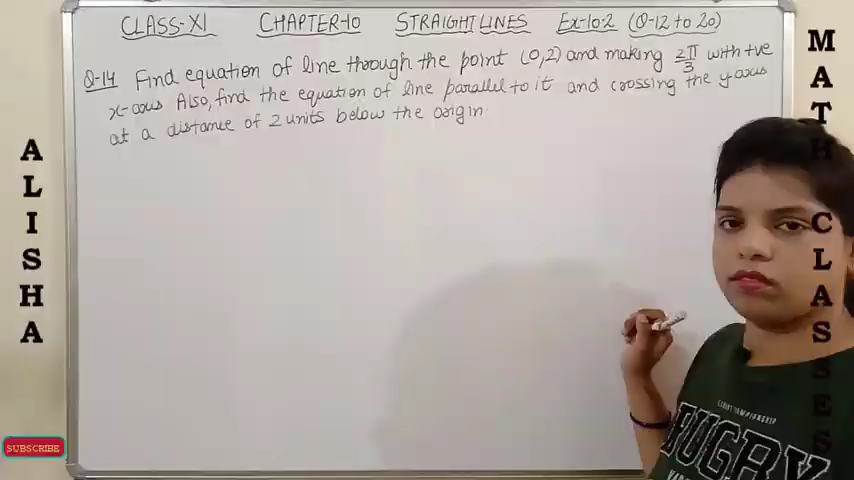 CLASS-XI CHAPTER-10 STRAIGHT LINES Ex-10.2 (Q-12 to 20)
Q-14 Find equation of line through the point (0,2) and making 2π/3 with +ve
x-axis Also, find the equation of line parallel to it and crossing the y axis
at a distance of 2 units below the origin.
ALISHA
MATH CLASSES
SUBSCRIBE
RUGBY